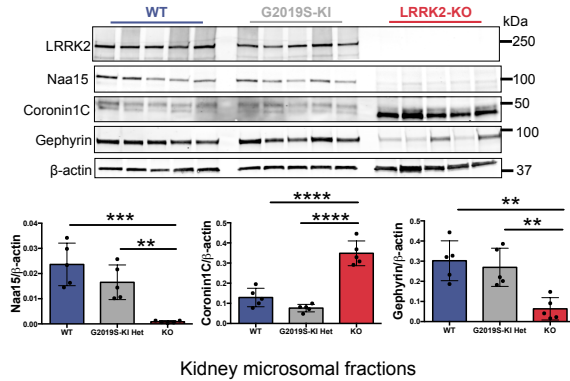 WT G2019S-KI LRRK2-KO
kDa
LRRK2 250
Naa15 100
Coronin1C 50
Gephyrin 100
β-actin 37
Naa15/β-actin
0.04
0.03
0.02
0.01
0.00
***
**
WT G2019S-KI Het KO
Coronin1C/β-actin
0.5
0.4
0.3
0.2
0.1
0.0
****
****
WT G2019S-KI Het KO
Gephyrin/β-actin
0.5
0.4
0.3
0.2
0.1
0.0
**
**
WT G2019S-KI Het KO
Kidney microsomal fractions